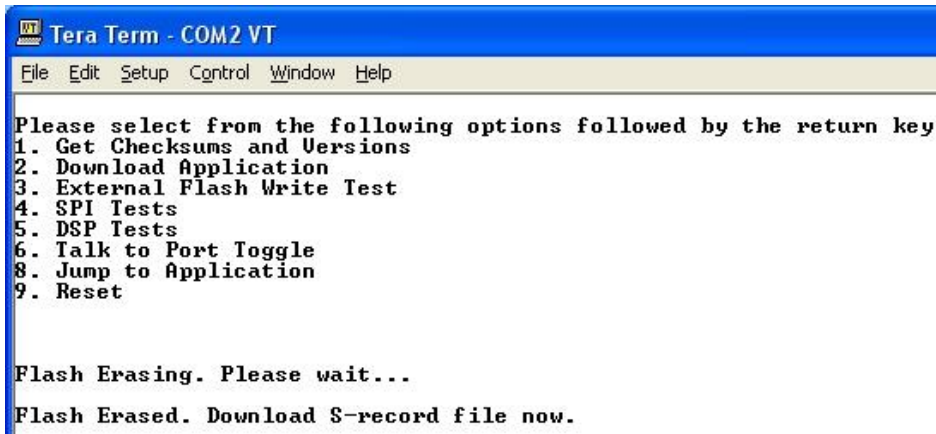 Tera Term - COM2 VT
File Edit Setup Control Window Help
Please select from the following options followed by the return key
1. Get Checksums and Versions
2. Download Application
3. External Flash Write Test
4. SPI Tests
5. DSP Tests
6. Talk to Port Toggle
8. Jump to Application
9. Reset
Flash Erasing. Please wait...
Flash Erased. Download S-record file now.